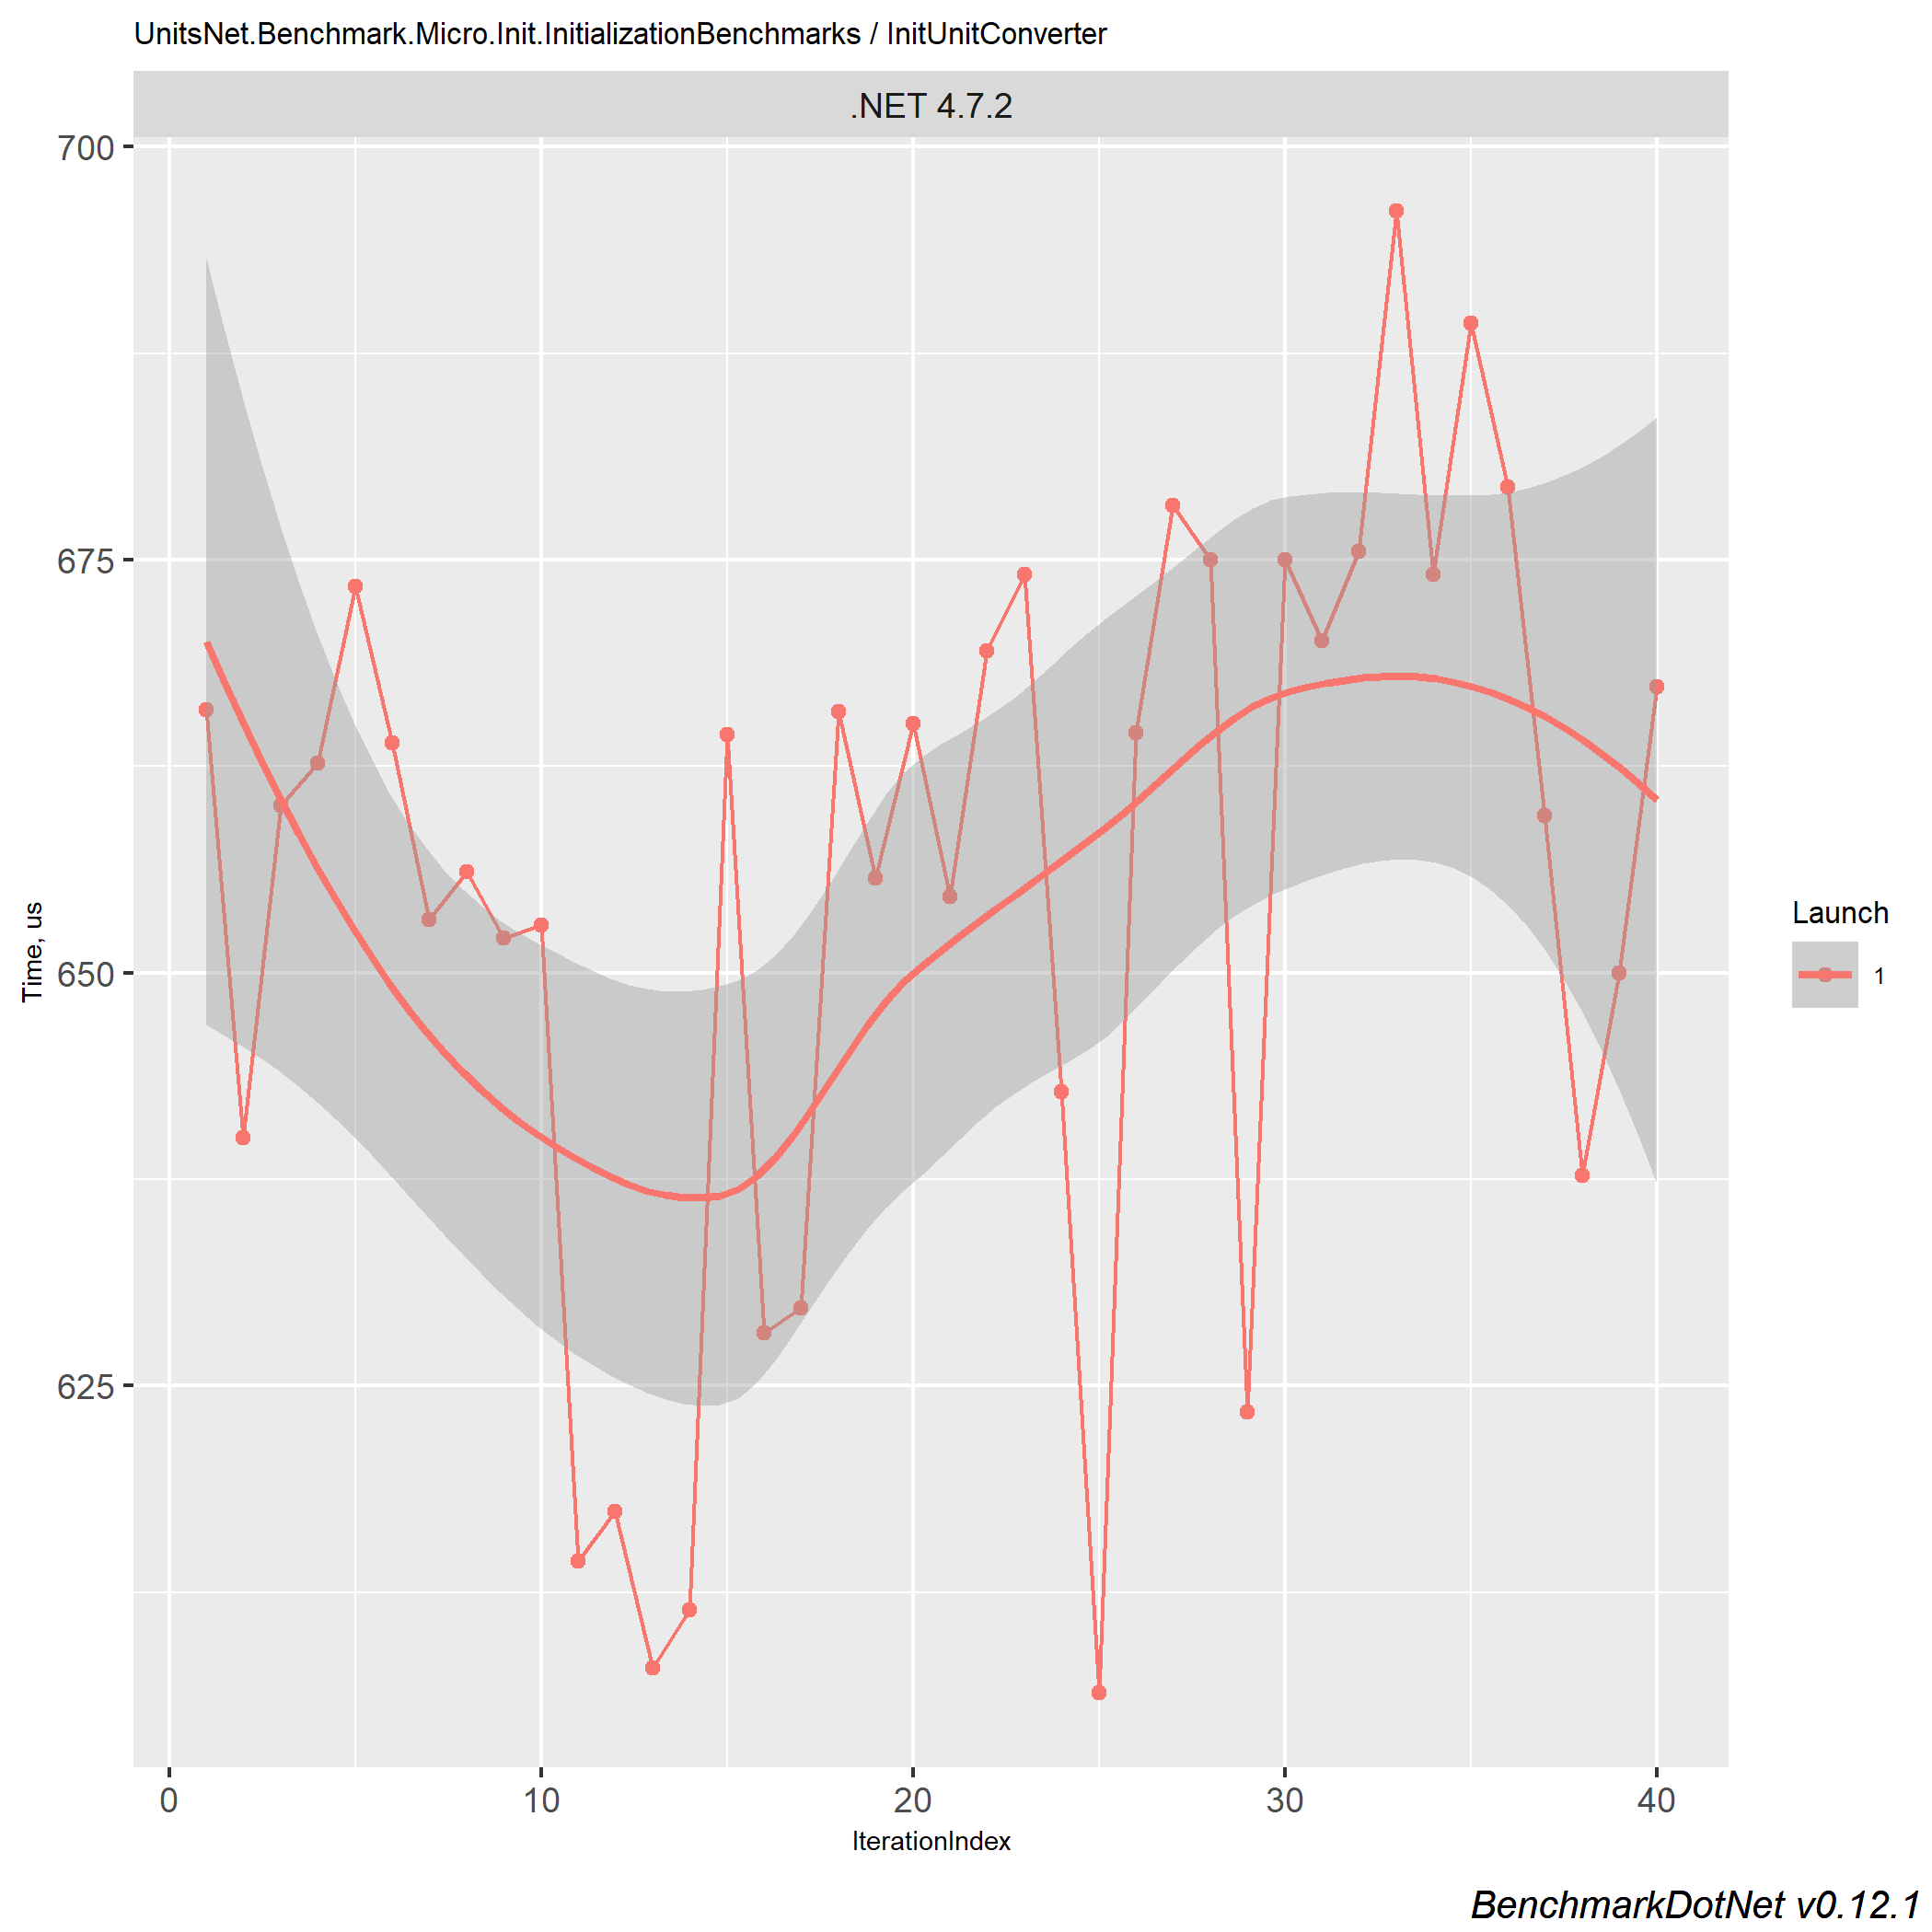 UnitsNet.Benchmark.Micro.Init.InitializationBenchmarks / InitUnitConverter
.NET 4.7.2
700
675
650
625
Time, us
0 10 20 30 40
IterationIndex
Launch
1
BenchmarkDotNet v0.12.1